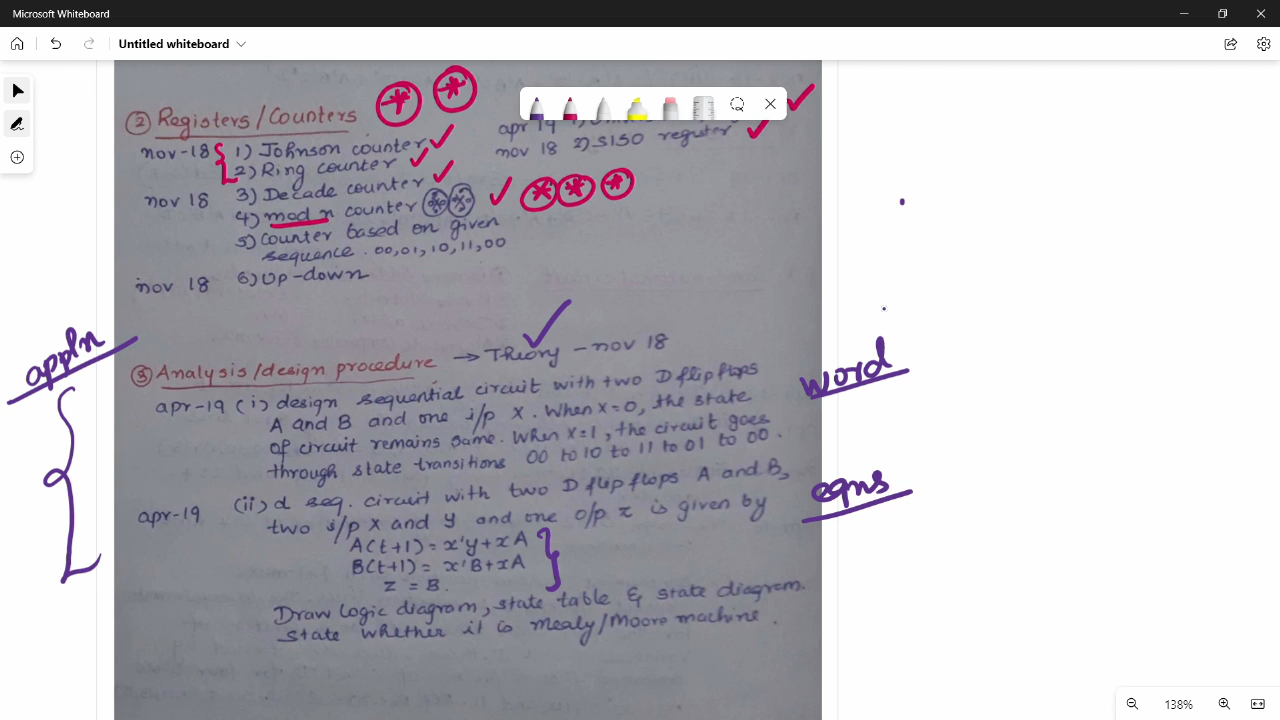 Microsoft Whiteboard
Untitled whiteboard
② Registers/Counters
nov-18 1) Johnson counter
2) Ring counter
nov 18 3) Decade counter
4) mod n counter
5) Counter based on given
sequence. 00,01,10,11,00
nov 18 6) Up-down
apr 19
nov 18 2) SISO register
appln
③ Analysis/design procedure → Theory - nov 18
apr-19 (i) design sequential circuit with two D flipflops
A and B and one i/p X. When X=0, the state
of circuit remains same. When X=1, the circuit goes
through state transitions 00 to 10 to 11 to 01 to 00.
word
apr-19 (ii) d seq. circuit with two D flipflops A and B,
two i/p X and Y and one o/p z is given by
A(t+1) = x'y + xA
B(t+1) = x'B + xA
z = B.
eqns
Draw Logic diagram, state table & state diagram.
State whether it is Mealy/Moore machine.
138%